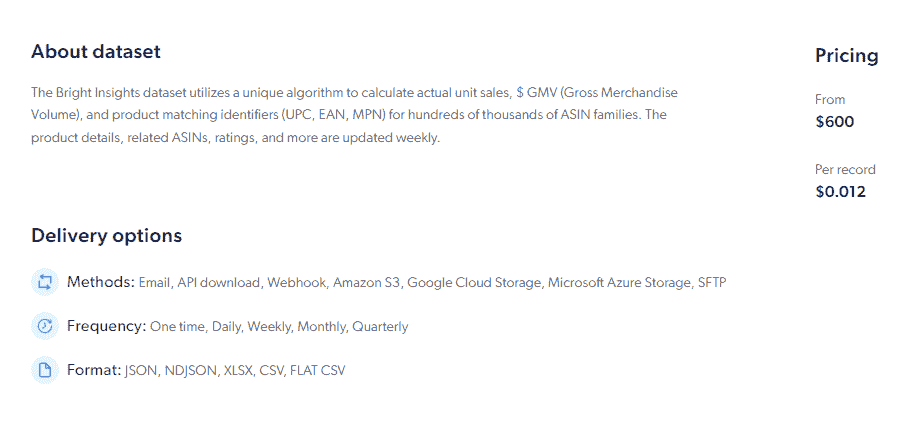 About dataset
The Bright Insights dataset utilizes a unique algorithm to calculate actual unit sales, $ GMV (Gross Merchandise
Volume), and product matching identifiers (UPC, EAN, MPN) for hundreds of thousands of ASIN families. The
product details, related ASINs, ratings, and more are updated weekly.
Pricing
From
$600
Per record
$0.012
Delivery options
Methods: Email, API download, Webhook, Amazon S3, Google Cloud Storage, Microsoft Azure Storage, SFTP
Frequency: One time, Daily, Weekly, Monthly, Quarterly
Format: JSON, NDJSON, XLSX, CSV, FLAT CSV